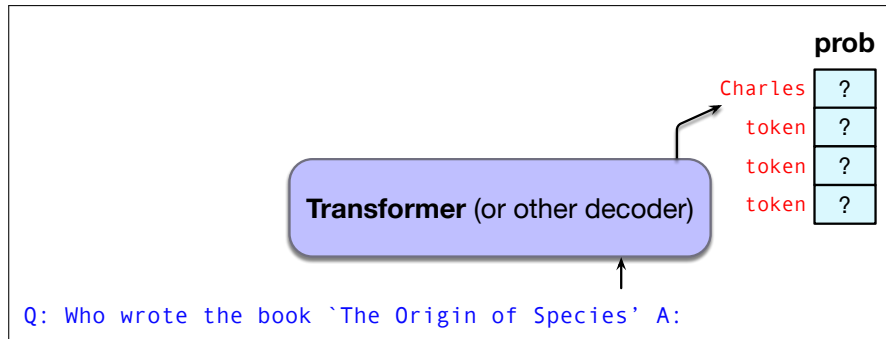 prob
Charles ?
token ?
token ?
token ?
Transformer (or other decoder)
Q: Who wrote the book `The Origin of Species’ A: